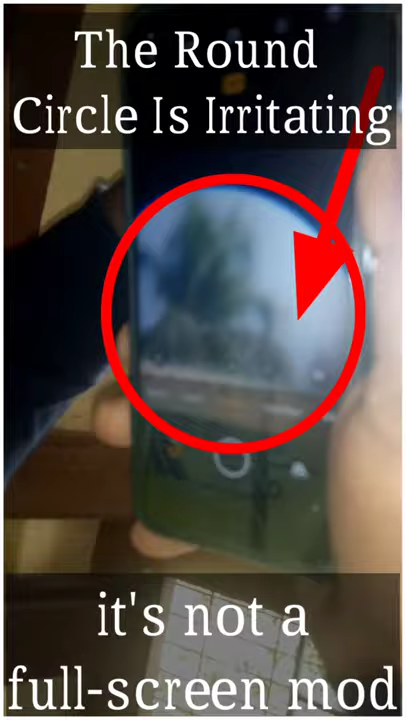 The Round
Circle Is Irritating
it's not a
full-screen mod